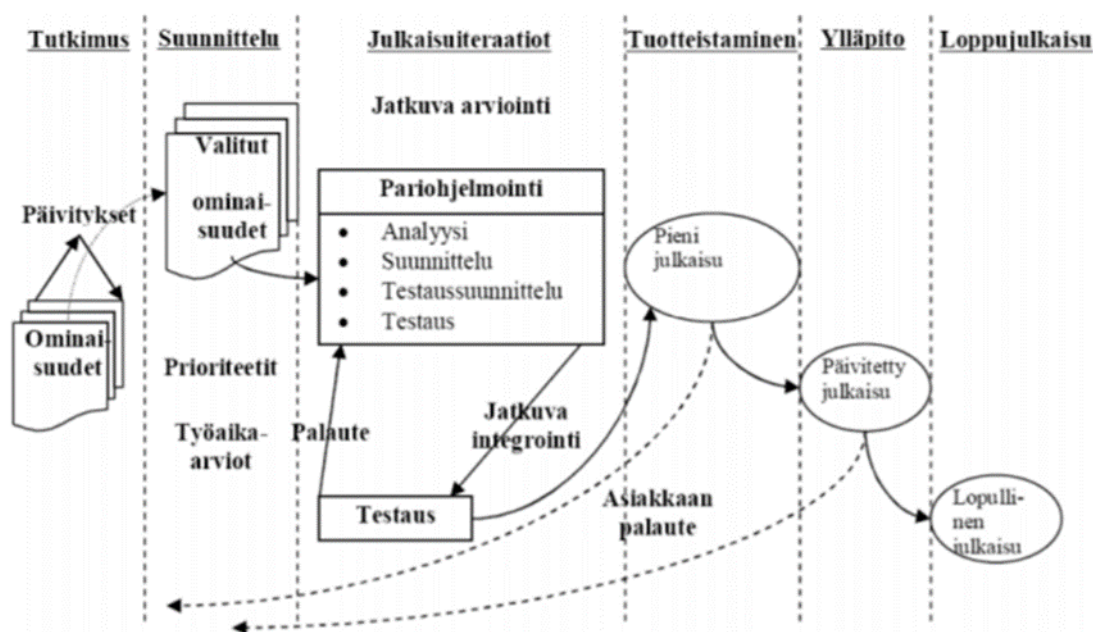 Tutkimus
Suunnittelu
Julkaisuiteraatiot
Tuotteistaminen
Ylläpito
Loppujulkaisu
Jatkuva arviointi
Valitut
ominai-
suudet
Päivitykset
Ominai-
suudet
Prioriteetit
Työaika-
arviot
Pariohjelmointi
• Analyysi
• Suunnittelu
• Testaussuunnittelu
• Testaus
Palaute
Jatkuva
integrointi
Testaus
Pieni
julkaisu
Asiakkaan
palaute
Päivitetty
julkaisu
Lopulli-
nen
julkaisu